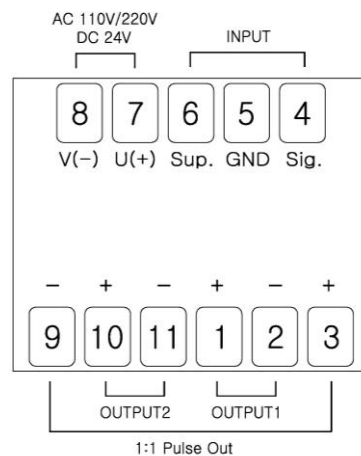 AC 110V/220V
DC 24V
INPUT
8 7 6 5 4
V(-) U(+) Sup. GND Sig.
- + - + - +
9 10 11 1 2 3
OUTPUT2 OUTPUT1
1:1 Pulse Out